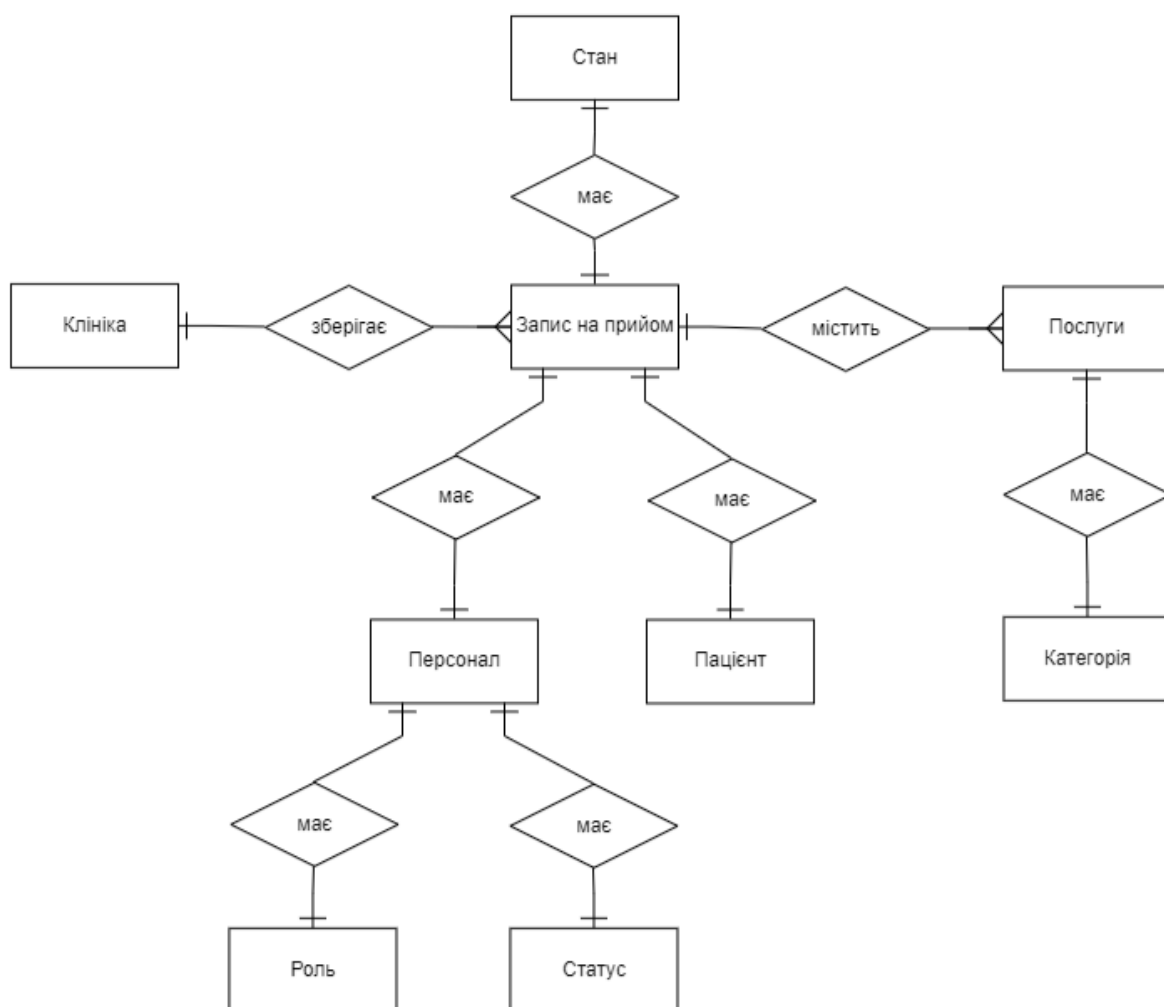 Стан
має
Клініка
зберігає
Запис на прийом
містить
Послуги
має
має
має
Персонал
Пацієнт
Категорія
має
має
Роль
Статус